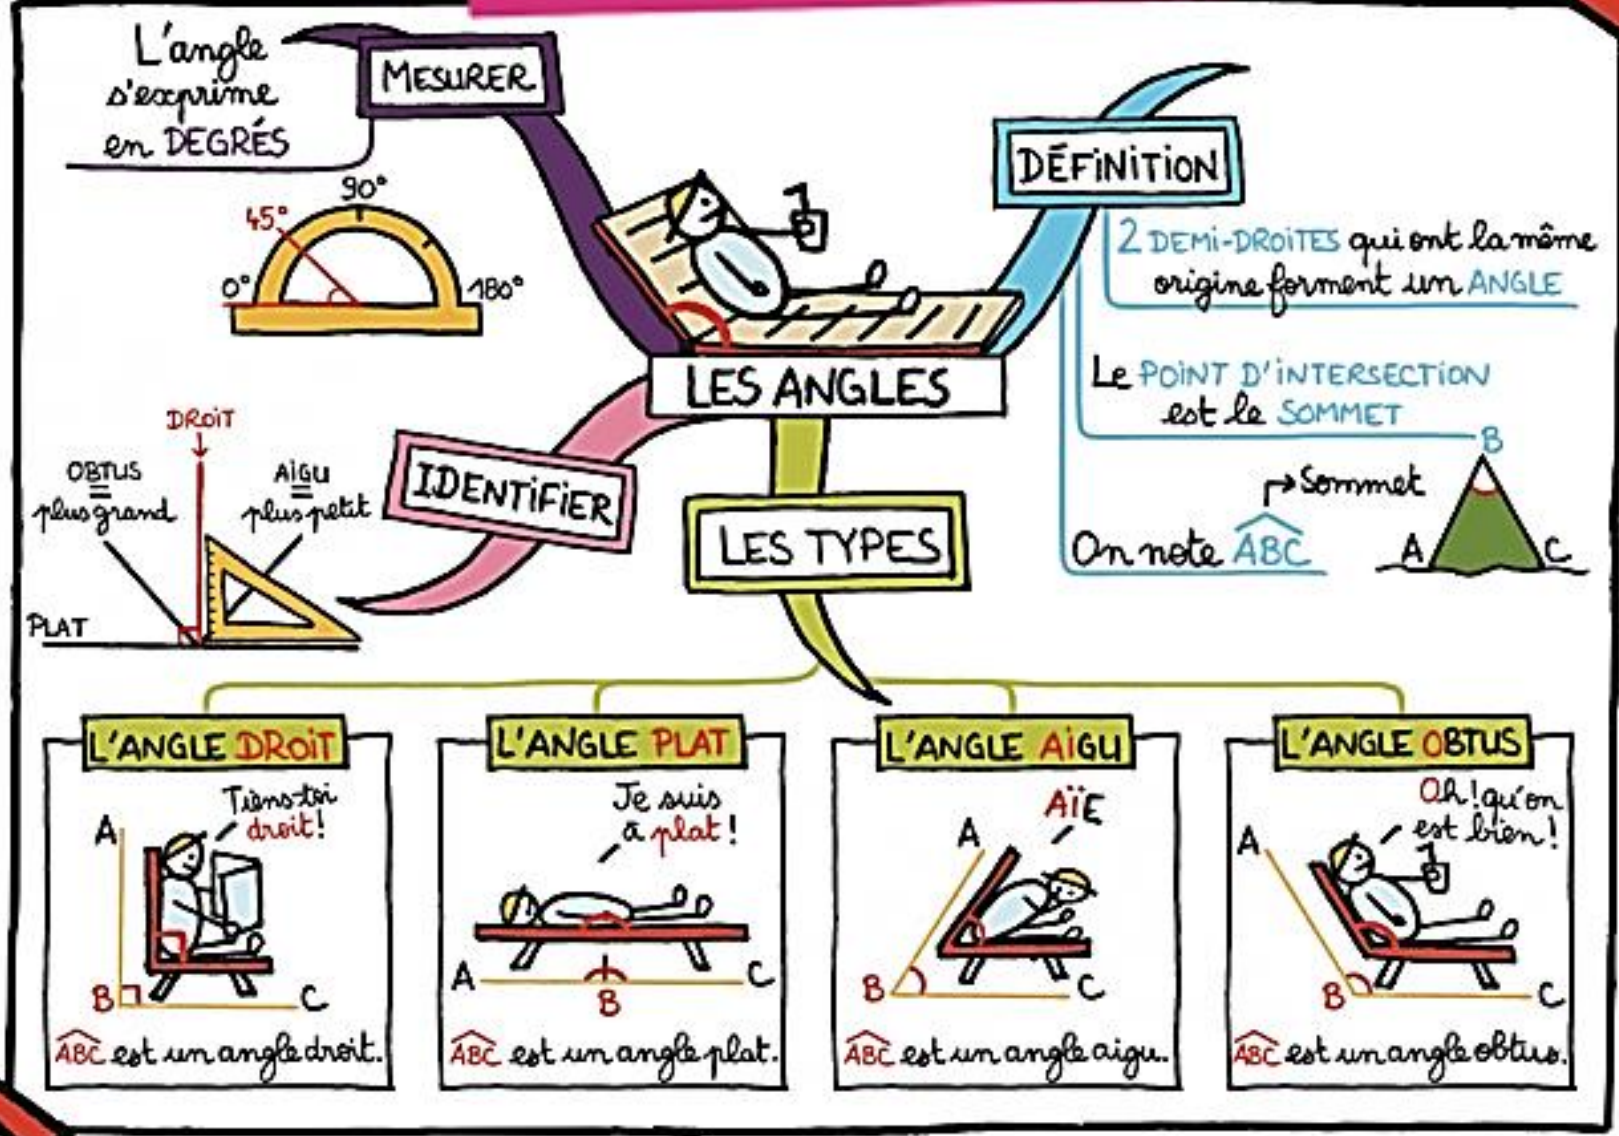 L'angle
s'exprime
en DEGRÉS
MESURER
0°
45°
90°
180°
DÉFINITION
2 DEMI-DROITES qui ont la même
origine forment un ANGLE
Le POINT D'INTERSECTION
est le SOMMET
On note ABC
Sommet
B
A
C
LES ANGLES
IDENTIFIER
DROIT
OBTUS
=
plus grand
AIGU
=
plus petit
PLAT
LES TYPES
L'ANGLE DROIT
Tiens-toi
droit!
A
B
C
ABC est un angle droit.
L'ANGLE PLAT
Je suis
à plat!
A
B
C
ABC est un angle plat.
L'ANGLE AIGU
AÏE
A
B
C
ABC est un angle aigu.
L'ANGLE OBTUS
Oh! qu'on
est bien!
A
B
C
ABC est un angle obtus.